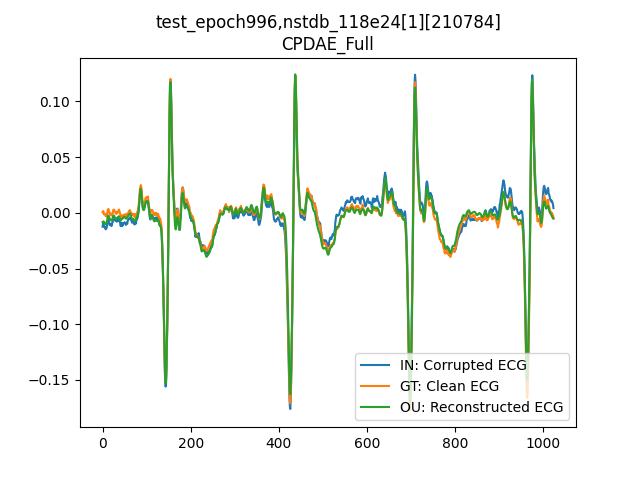 test_epoch996,nstdb_118e24[1][210784]
CPDAE_Full
0.10
0.05
0.00
−0.05
−0.10
−0.15
IN: Corrupted ECG
GT: Clean ECG
OU: Reconstructed ECG
0 200 400 600 800 1000